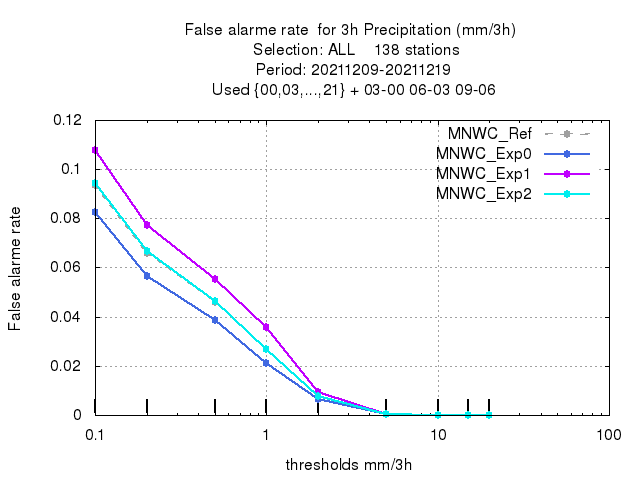 False alarme rate  for 3h Precipitation (mm/3h)
Selection: ALL    138 stations
Period: 20211209-20211219
Used {00,03,...,21} + 03-00 06-03 09-06
0.12
0.1
0.08
0.06
0.04
0.02
0
False alarme rate
MNWC_Ref
MNWC_Exp0
MNWC_Exp1
MNWC_Exp2
0.1
1
10
100
thresholds mm/3h